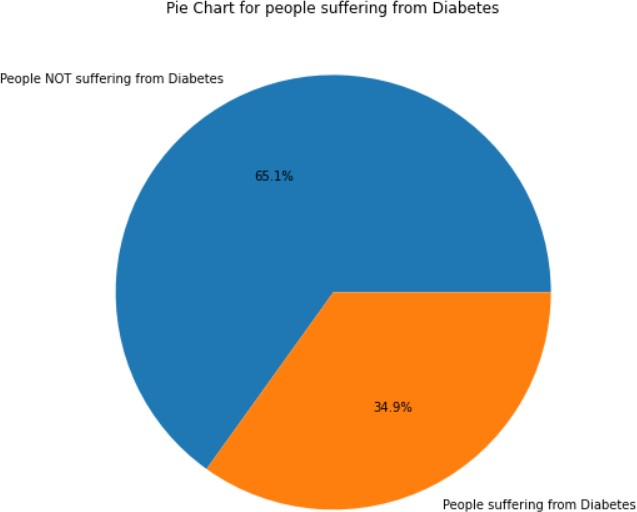 Pie Chart for people suffering from Diabetes
People NOT suffering from Diabetes
65.1%
34.9%
People suffering from Diabetes